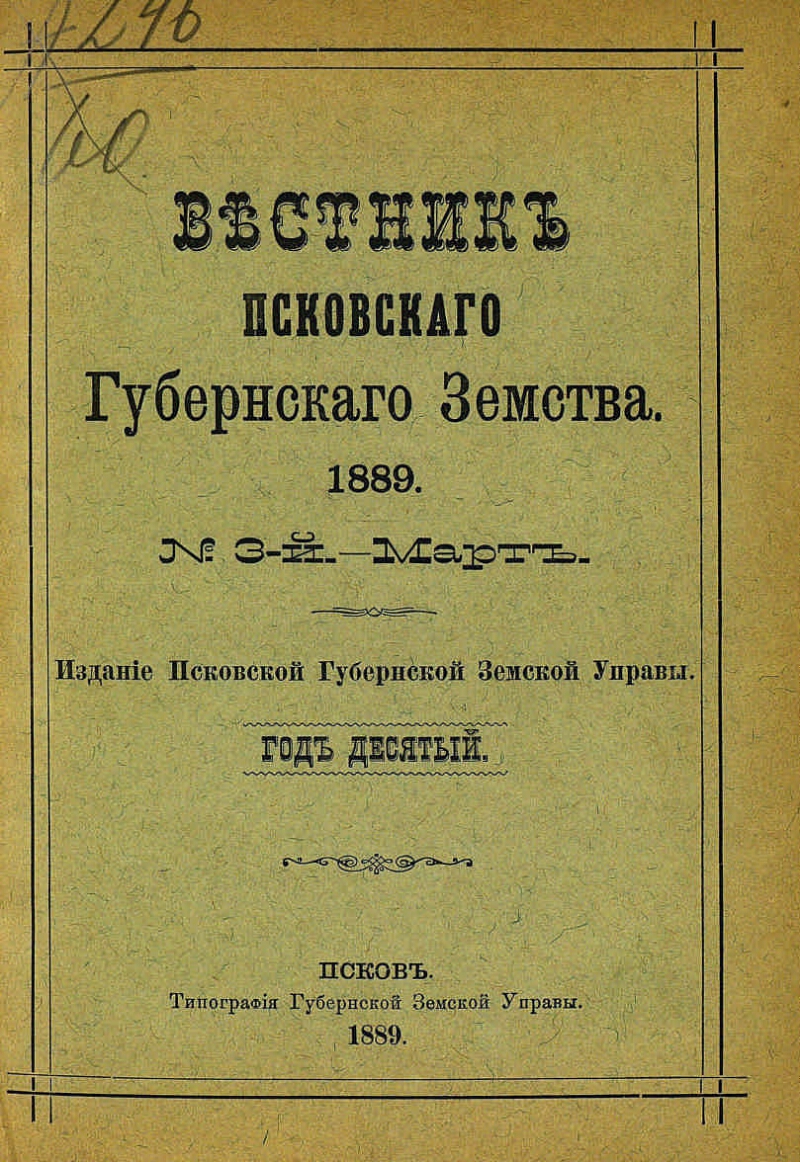 ВѢСТНИКЪ
ПСКОВСКАГО
Губернскаго Земства.
1889.
№ 3-й.—Мартъ.
Изданіе Псковской Губернской Земской Управы.
ГОДЪ ДЕСЯТЫЙ.
ПСКОВЪ.
Типографія Губернской Земской Управы.
1889.